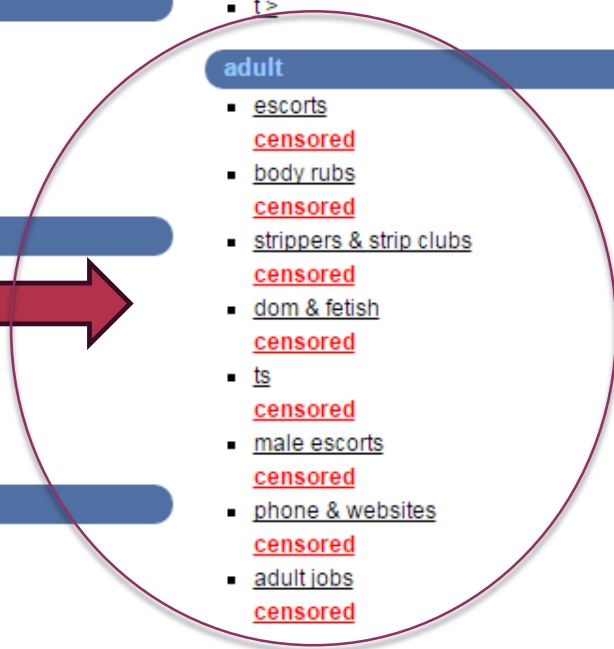 adult
escorts
censored
body rubs
censored
strippers & strip clubs
censored
dom & fetish
censored
ts
censored
male escorts
censored
phone & websites
censored
adult jobs
censored